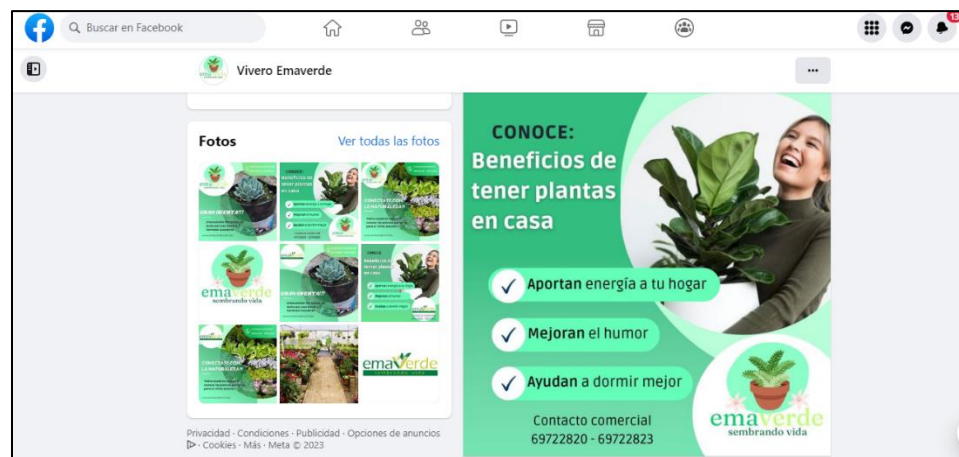 Buscar en Facebook
13
Vivero Emaverde
Fotos
Ver todas las fotos
emaverde
sembrando vida
emaverde
Privacidad · Condiciones · Publicidad · Opciones de anuncios
· Cookies · Más · Meta © 2023
CONOCE:
Beneficios de
tener plantas
en casa
Aportan energía a tu hogar
Mejoran el humor
Ayudan a dormir mejor
Contacto comercial
69722820 - 69722823
emaverde
sembrando vida